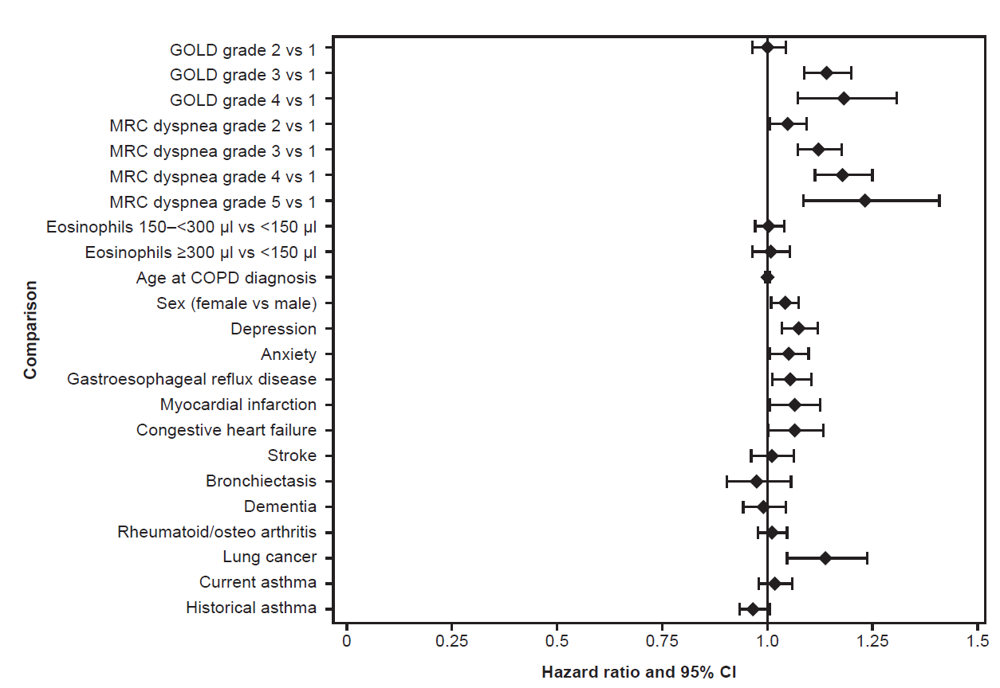 GOLD grade 2 vs 1
GOLD grade 3 vs 1
GOLD grade 4 vs 1
MRC dyspnea grade 2 vs 1
MRC dyspnea grade 3 vs 1
MRC dyspnea grade 4 vs 1
MRC dyspnea grade 5 vs 1
Eosinophils 150–<300 µl vs <150 µl
Eosinophils ≥300 µl vs <150 µl
Age at COPD diagnosis
Sex (female vs male)
Depression
Anxiety
Gastroesophageal reflux disease
Myocardial infarction
Congestive heart failure
Stroke
Bronchiectasis
Dementia
Rheumatoid/osteo arthritis
Lung cancer
Current asthma
Historical asthma
Comparison
0 0.25 0.5 0.75 1.0 1.25 1.5
Hazard ratio and 95% CI